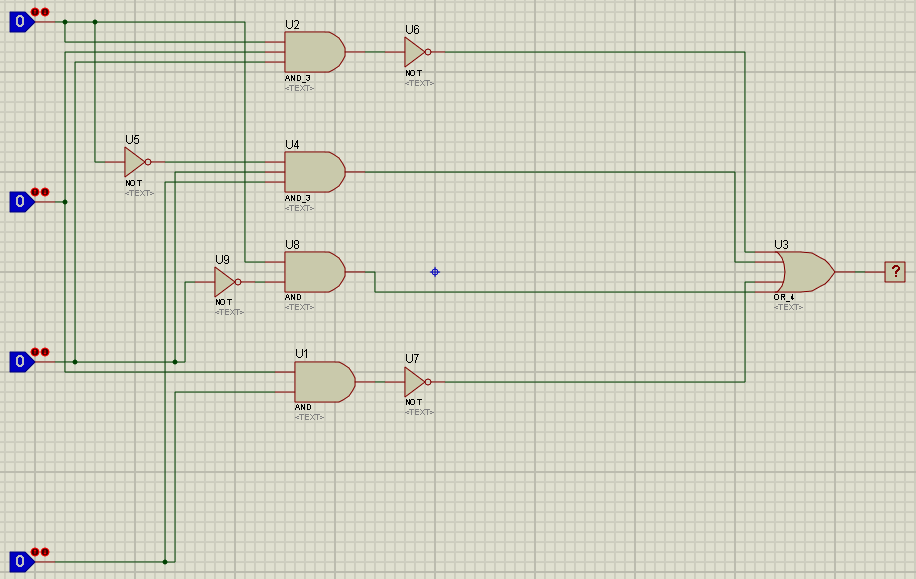 0
U2
AND_3
<TEXT>
U6
NOT
<TEXT>
U5
NOT
<TEXT>
U4
AND_3
<TEXT>
0
U8
AND
<TEXT>
U9
NOT
<TEXT>
U3
OR_4
<TEXT>
?
0
U1
AND
<TEXT>
U7
NOT
<TEXT>
0